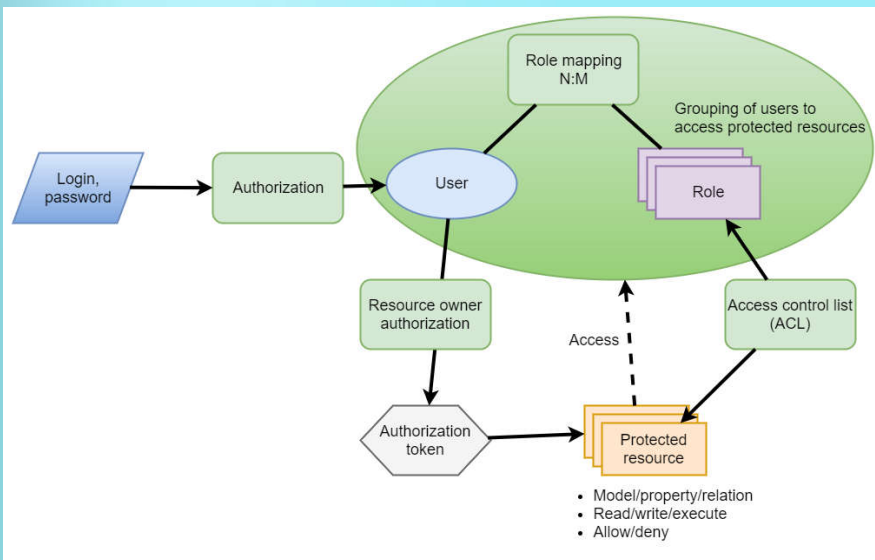 Role mapping
N:M
Grouping of users to
access protected resources
Login,
password
Authorization
User
Role
Resource owner
authorization
Access control list
(ACL)
Access
Authorization
token
Protected
resource
• Model/property/relation
• Read/write/execute
• Allow/deny